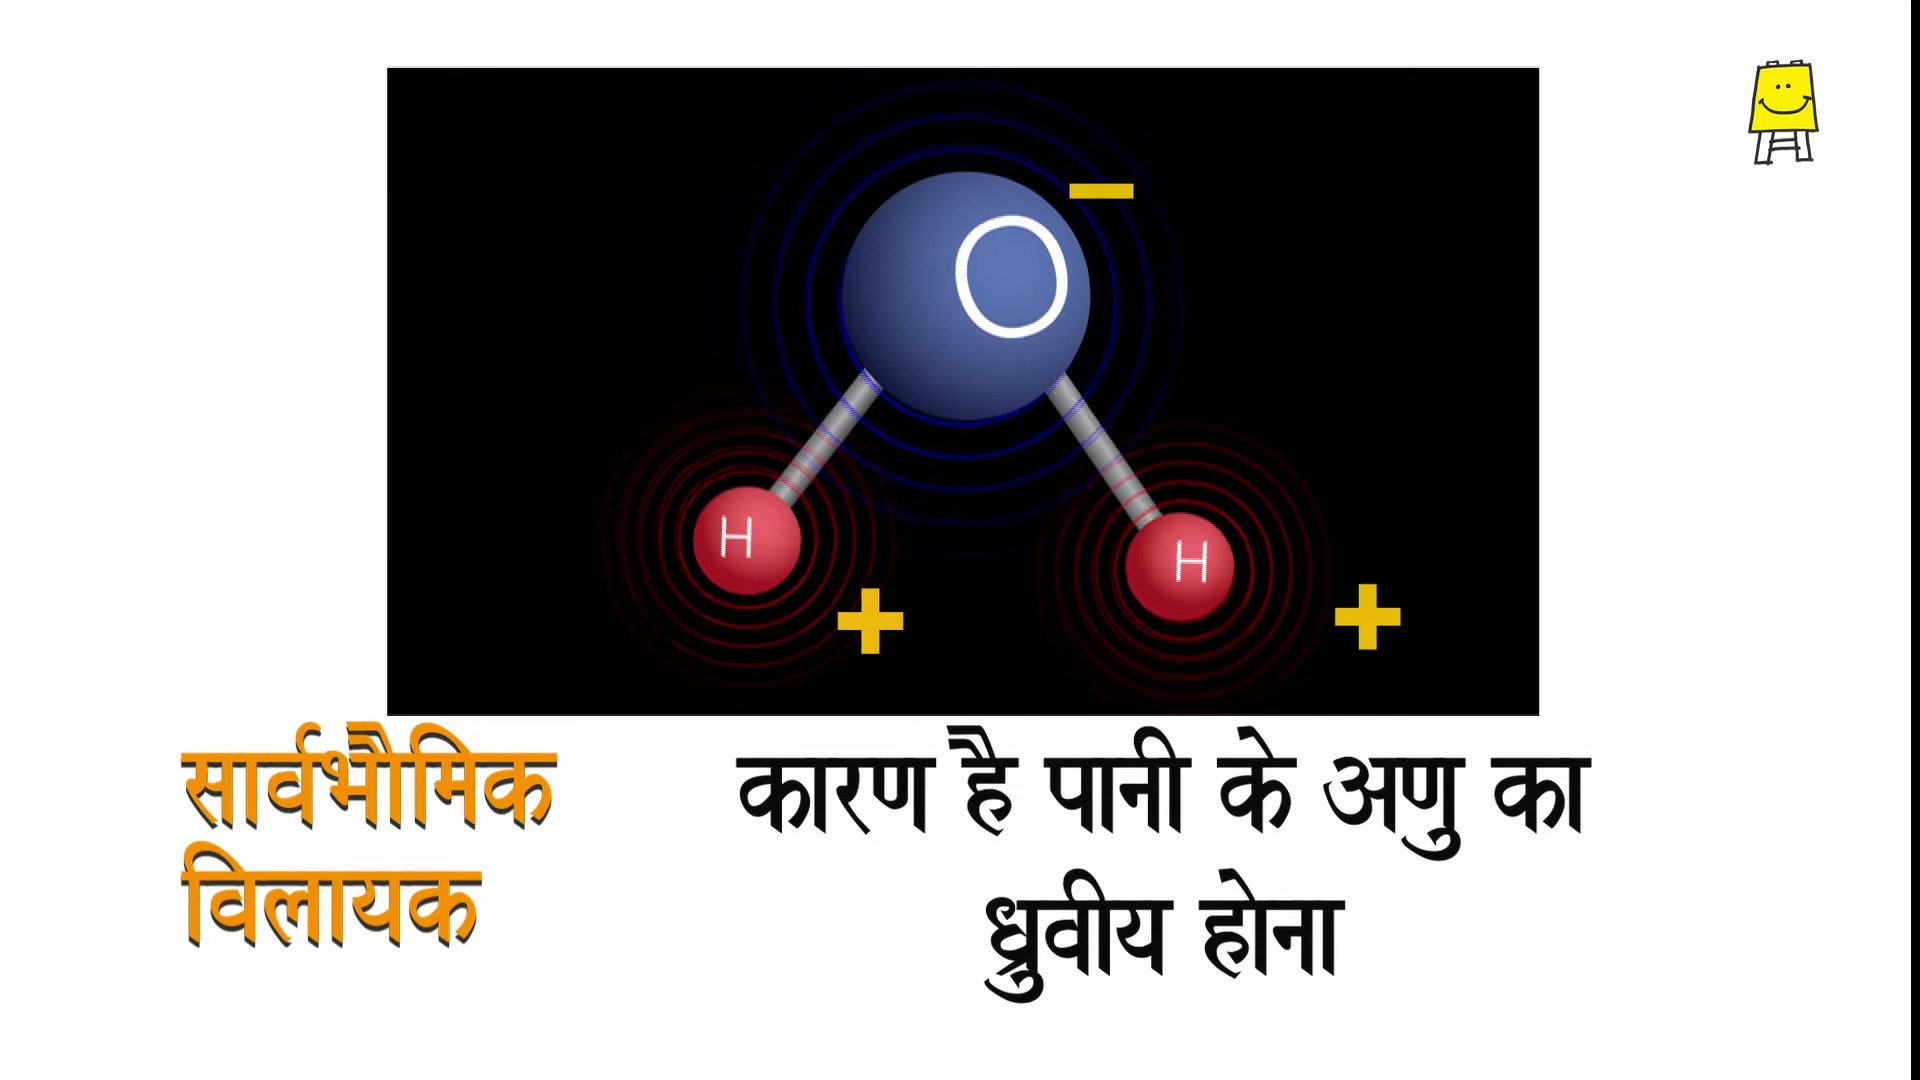 O
−
H
H
+
+
सार्वभौमिक
विलायक
कारण है पानी के अणु का
ध्रुवीय होना